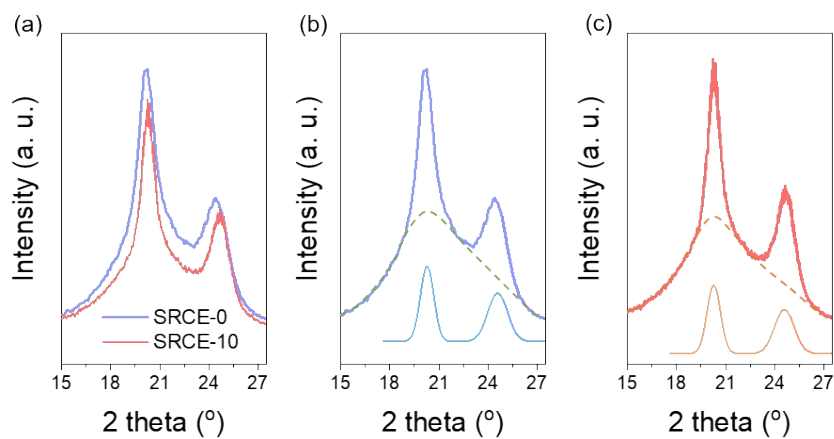 (a)
Intensity (a. u.)
SRCE-0
SRCE-10
15 18 21 24 27
2 theta (o)
(b)
Intensity (a. u.)
15 18 21 24 27
2 theta (o)
(c)
Intensity (a. u.)
15 18 21 24 27
2 theta (o)